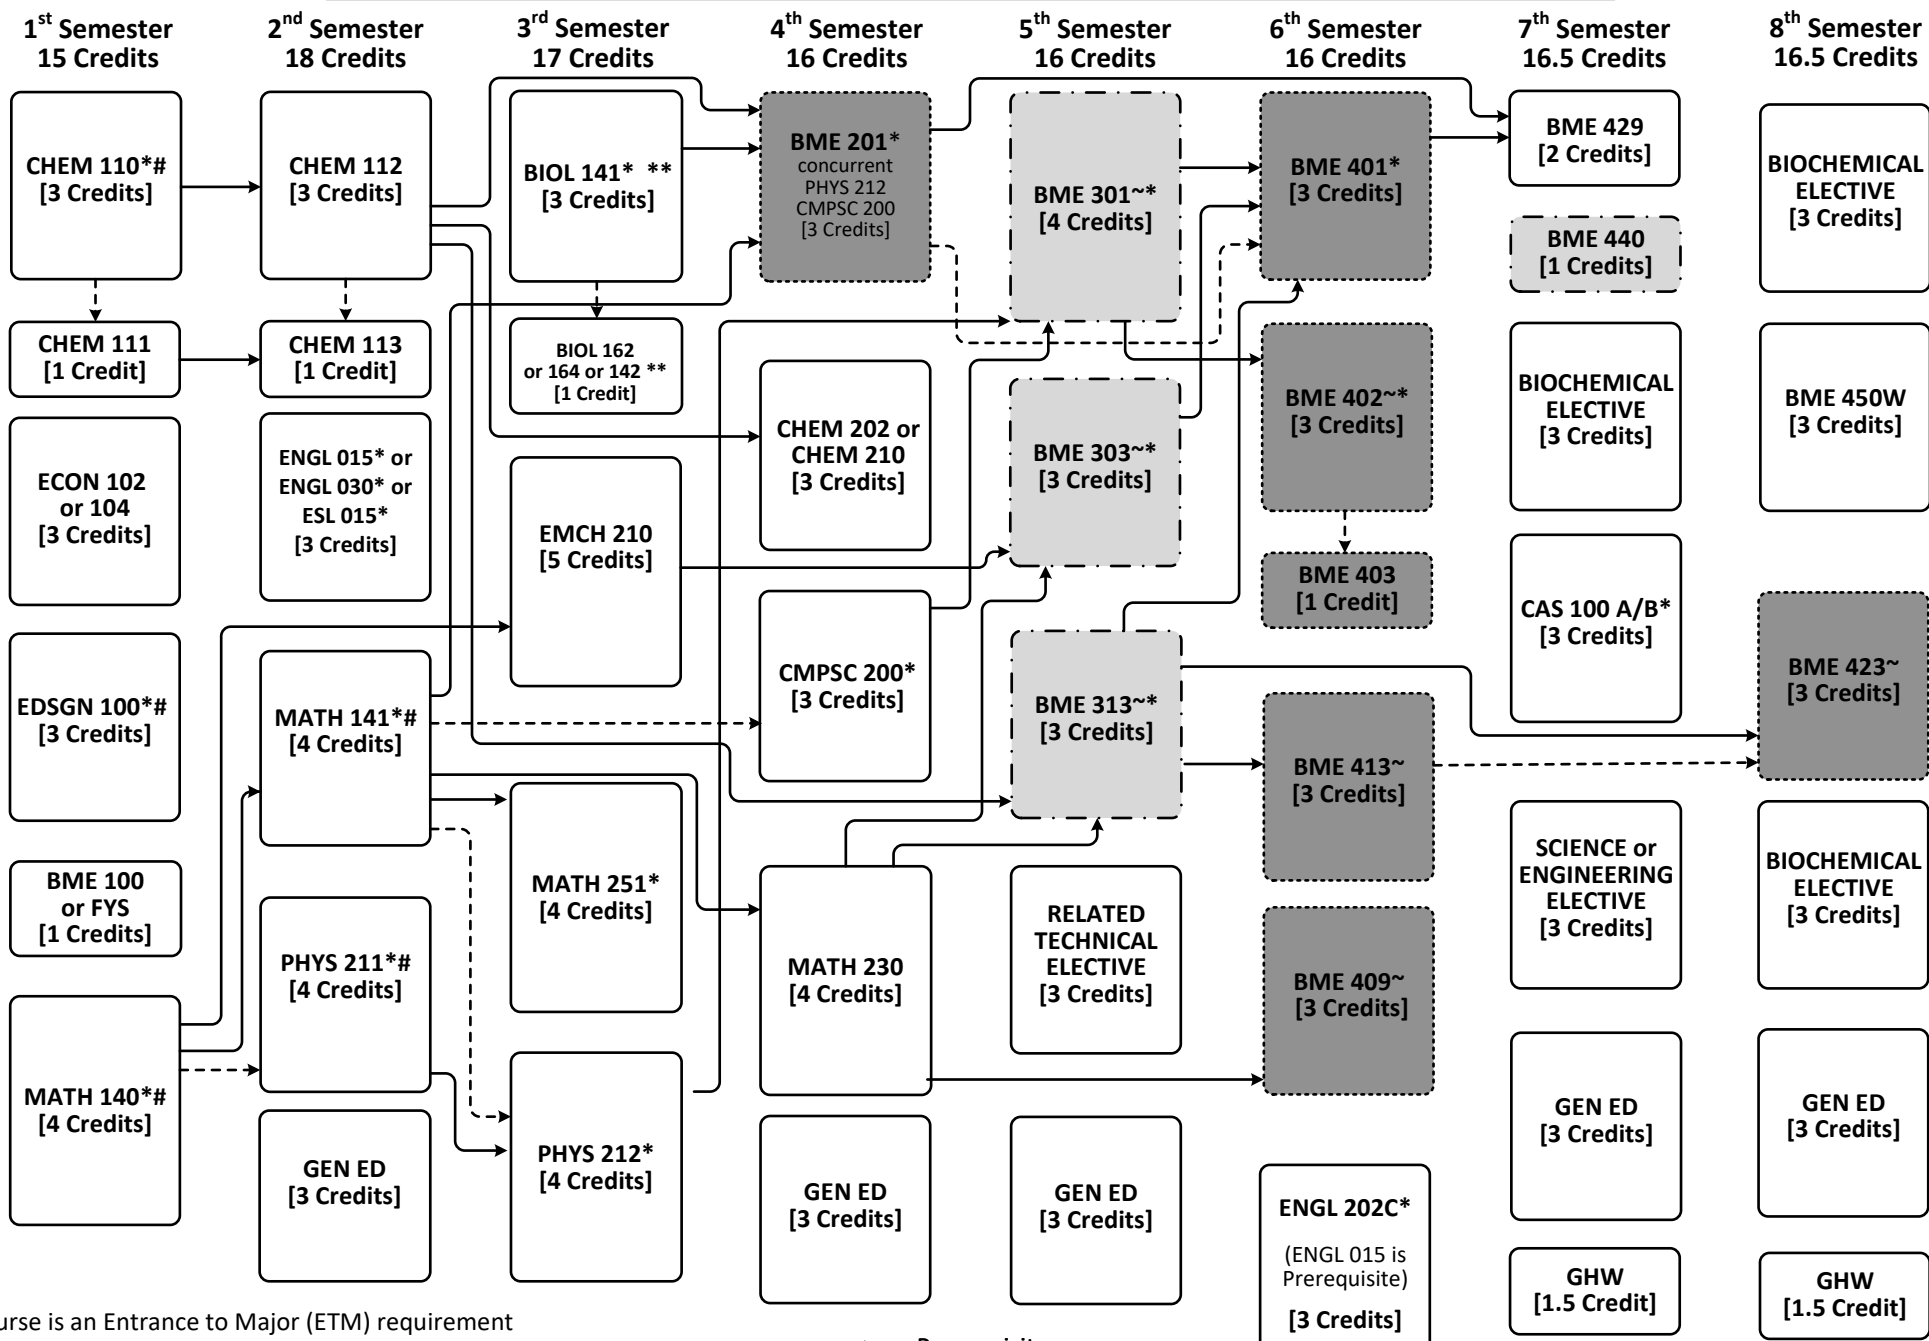 1st Semester
15 Credits
2nd Semester
18 Credits
3rd Semester
17 Credits
4th Semester
16 Credits
5th Semester
16 Credits
6th Semester
16 Credits
7th Semester
16.5 Credits
8th Semester
16.5 Credits
CHEM 110*#
[3 Credits]
CHEM 111
[1 Credit]
ECON 102
or 104
[3 Credits]
EDSGN 100*#
[3 Credits]
BME 100
or FYS
[1 Credits]
MATH 140*#
[4 Credits]
CHEM 112
[3 Credits]
CHEM 113
[1 Credit]
ENGL 015* or
ENGL 030* or
ESL 015*
[3 Credits]
MATH 141*#
[4 Credits]
PHYS 211*#
[4 Credits]
GEN ED
[3 Credits]
BIOL 141* **
[3 Credits]
BIOL 162
or 164 or 142 **
[1 Credit]
EMCH 210
[5 Credits]
MATH 251*
[4 Credits]
PHYS 212*
[4 Credits]
BME 201*
concurrent
PHYS 212
CMPSC 200
[3 Credits]
CHEM 202 or
CHEM 210
[3 Credits]
CMPSC 200*
[3 Credits]
MATH 230
[4 Credits]
GEN ED
[3 Credits]
BME 301~*
[4 Credits]
BME 303~*
[3 Credits]
BME 313~*
[3 Credits]
RELATED
TECHNICAL
ELECTIVE
[3 Credits]
GEN ED
[3 Credits]
BME 401*
[3 Credits]
BME 402~*
[3 Credits]
BME 403
[1 Credit]
BME 413~
[3 Credits]
BME 409~
[3 Credits]
ENGL 202C*
(ENGL 015 is
Prerequisite)
[3 Credits]
BME 429
[2 Credits]
BME 440
[1 Credits]
BIOCHEMICAL
ELECTIVE
[3 Credits]
CAS 100 A/B*
[3 Credits]
SCIENCE or
ENGINEERING
ELECTIVE
[3 Credits]
GEN ED
[3 Credits]
GHW
[1.5 Credit]
BIOCHEMICAL
ELECTIVE
[3 Credits]
BME 450W
[3 Credits]
BME 423~
[3 Credits]
BIOCHEMICAL
ELECTIVE
[3 Credits]
GEN ED
[3 Credits]
GHW
[1.5 Credit]
urse is an Entrance to Major (ETM) requirement